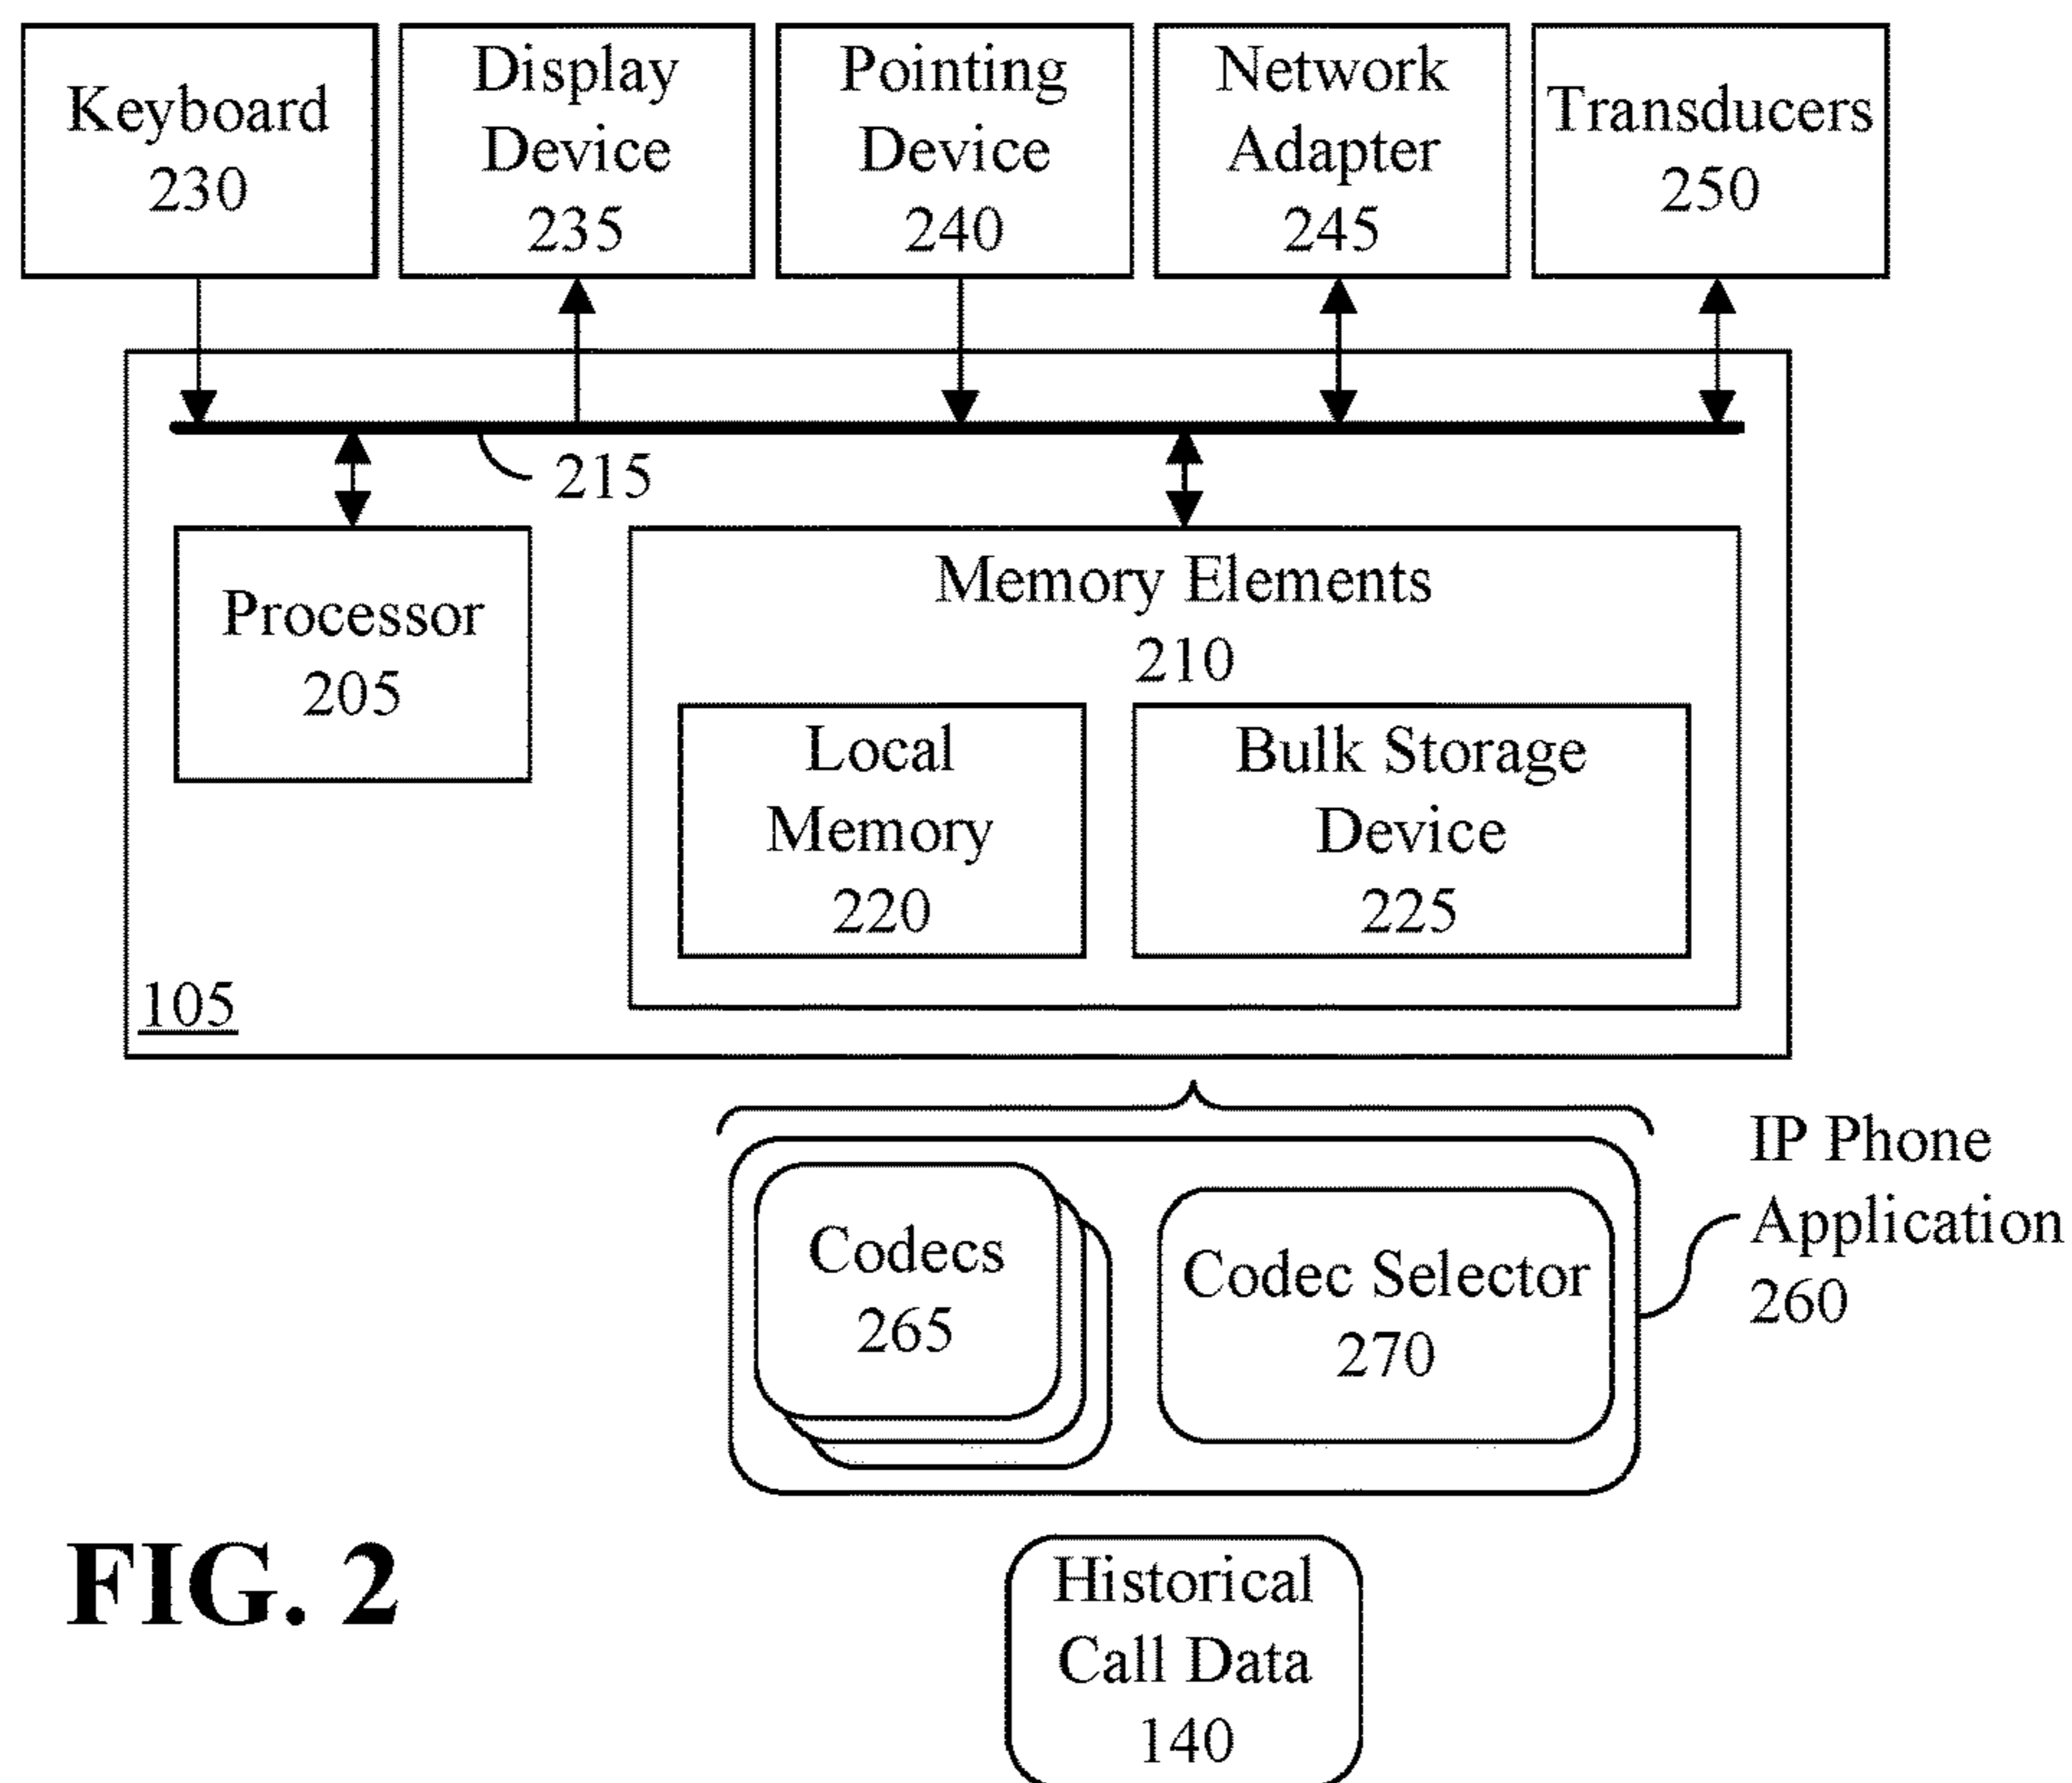 Keyboard
230
Display
Device
235
Pointing
Device
240
Network
Adapter
245
Transducers
250
215
Processor
205
Memory Elements
210
Local
Memory
220
Bulk Storage
Device
225
105
Codecs
265
Codec Selector
270
IP Phone
Application
260
FIG. 2
Historical
Call Data
140